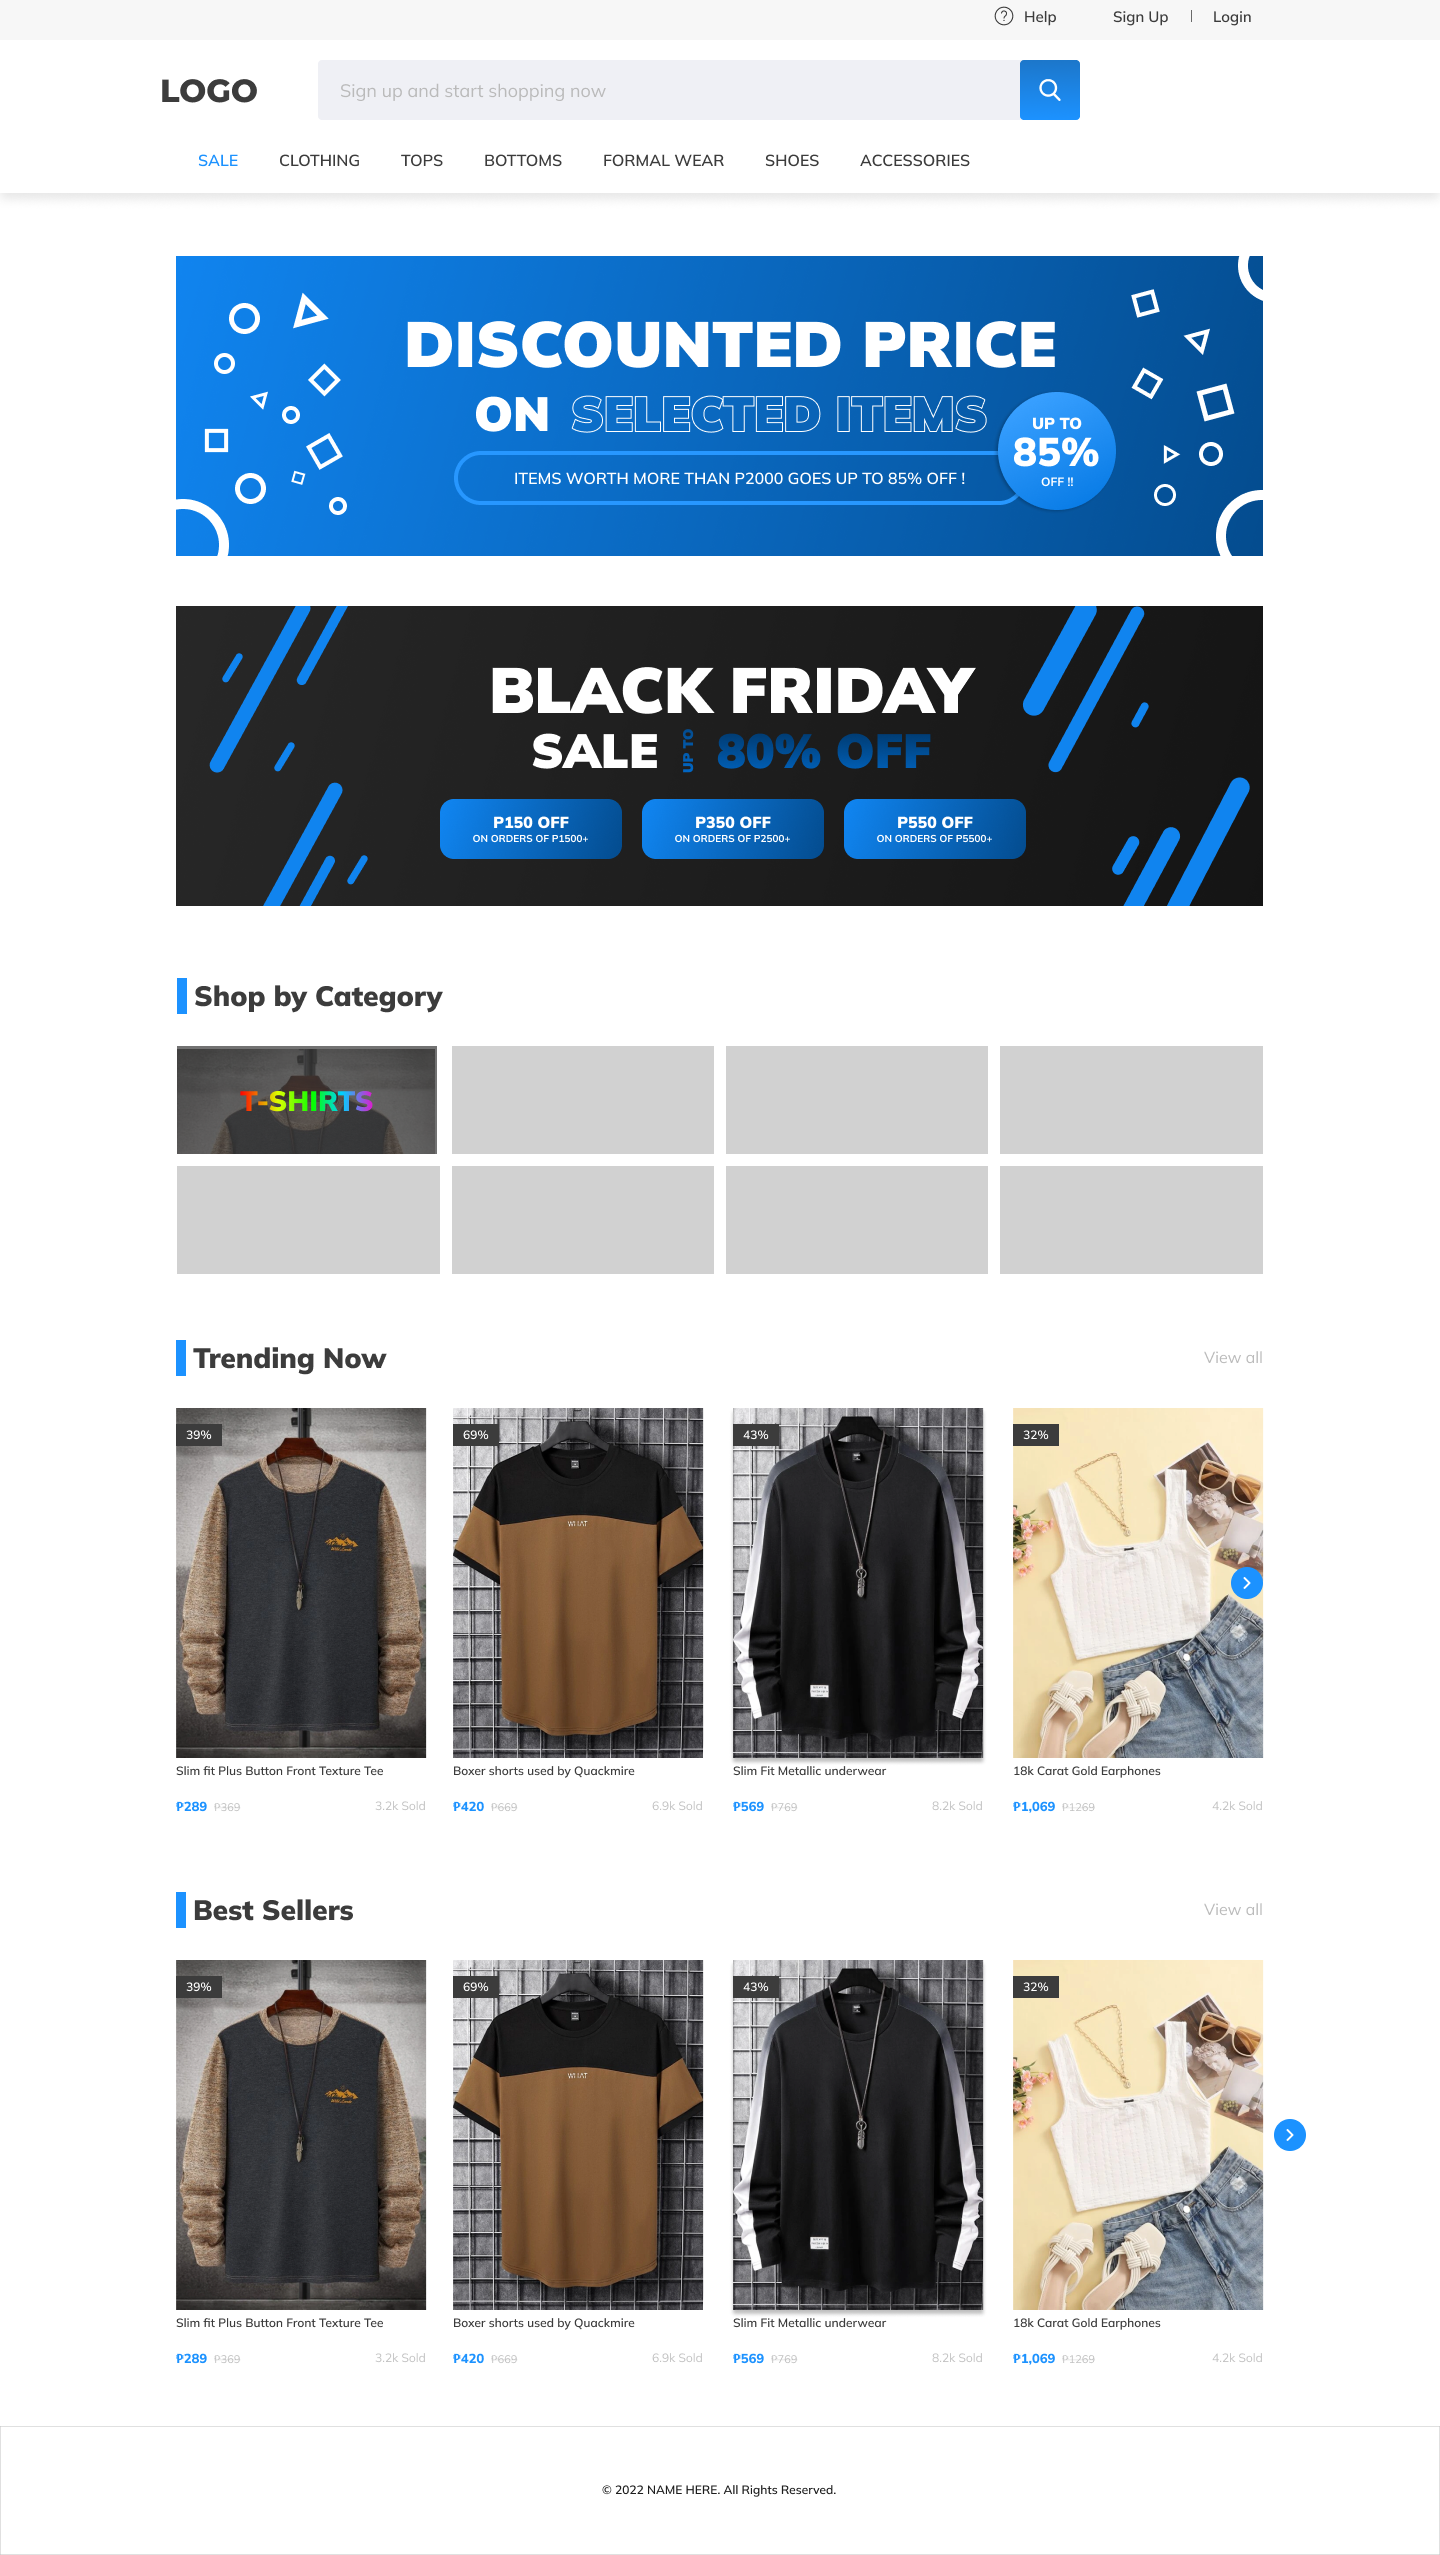 Help Sign Up | Login
LOGO
Sign up and start shopping now
SALE CLOTHING TOPS BOTTOMS FORMAL WEAR SHOES ACCESSORIES
DISCOUNTED PRICE
ON SELECTED ITEMS
ITEMS WORTH MORE THAN P2000 GOES UP TO 85% OFF !
UP TO
85%
OFF !!
BLACK FRIDAY
SALE UP TO 80% OFF
P150 OFF
ON ORDERS OF P1500+
P350 OFF
ON ORDERS OF P2500+
P550 OFF
ON ORDERS OF P5500+
Shop by Category
T-SHIRTS
Trending Now
View all
39%
69%
WHAT
43%
32%
Slim fit Plus Button Front Texture Tee
₱289 ₱369 3.2k Sold
Boxer shorts used by Quackmire
₱420 ₱669 6.9k Sold
Slim Fit Metallic underwear
₱569 ₱769 8.2k Sold
18k Carat Gold Earphones
₱1,069 ₱1269 4.2k Sold
Best Sellers
View all
39%
69%
WHAT
43%
32%
Slim fit Plus Button Front Texture Tee
₱289 ₱369 3.2k Sold
Boxer shorts used by Quackmire
₱420 ₱669 6.9k Sold
Slim Fit Metallic underwear
₱569 ₱769 8.2k Sold
18k Carat Gold Earphones
₱1,069 ₱1269 4.2k Sold
© 2022 NAME HERE. All Rights Reserved.